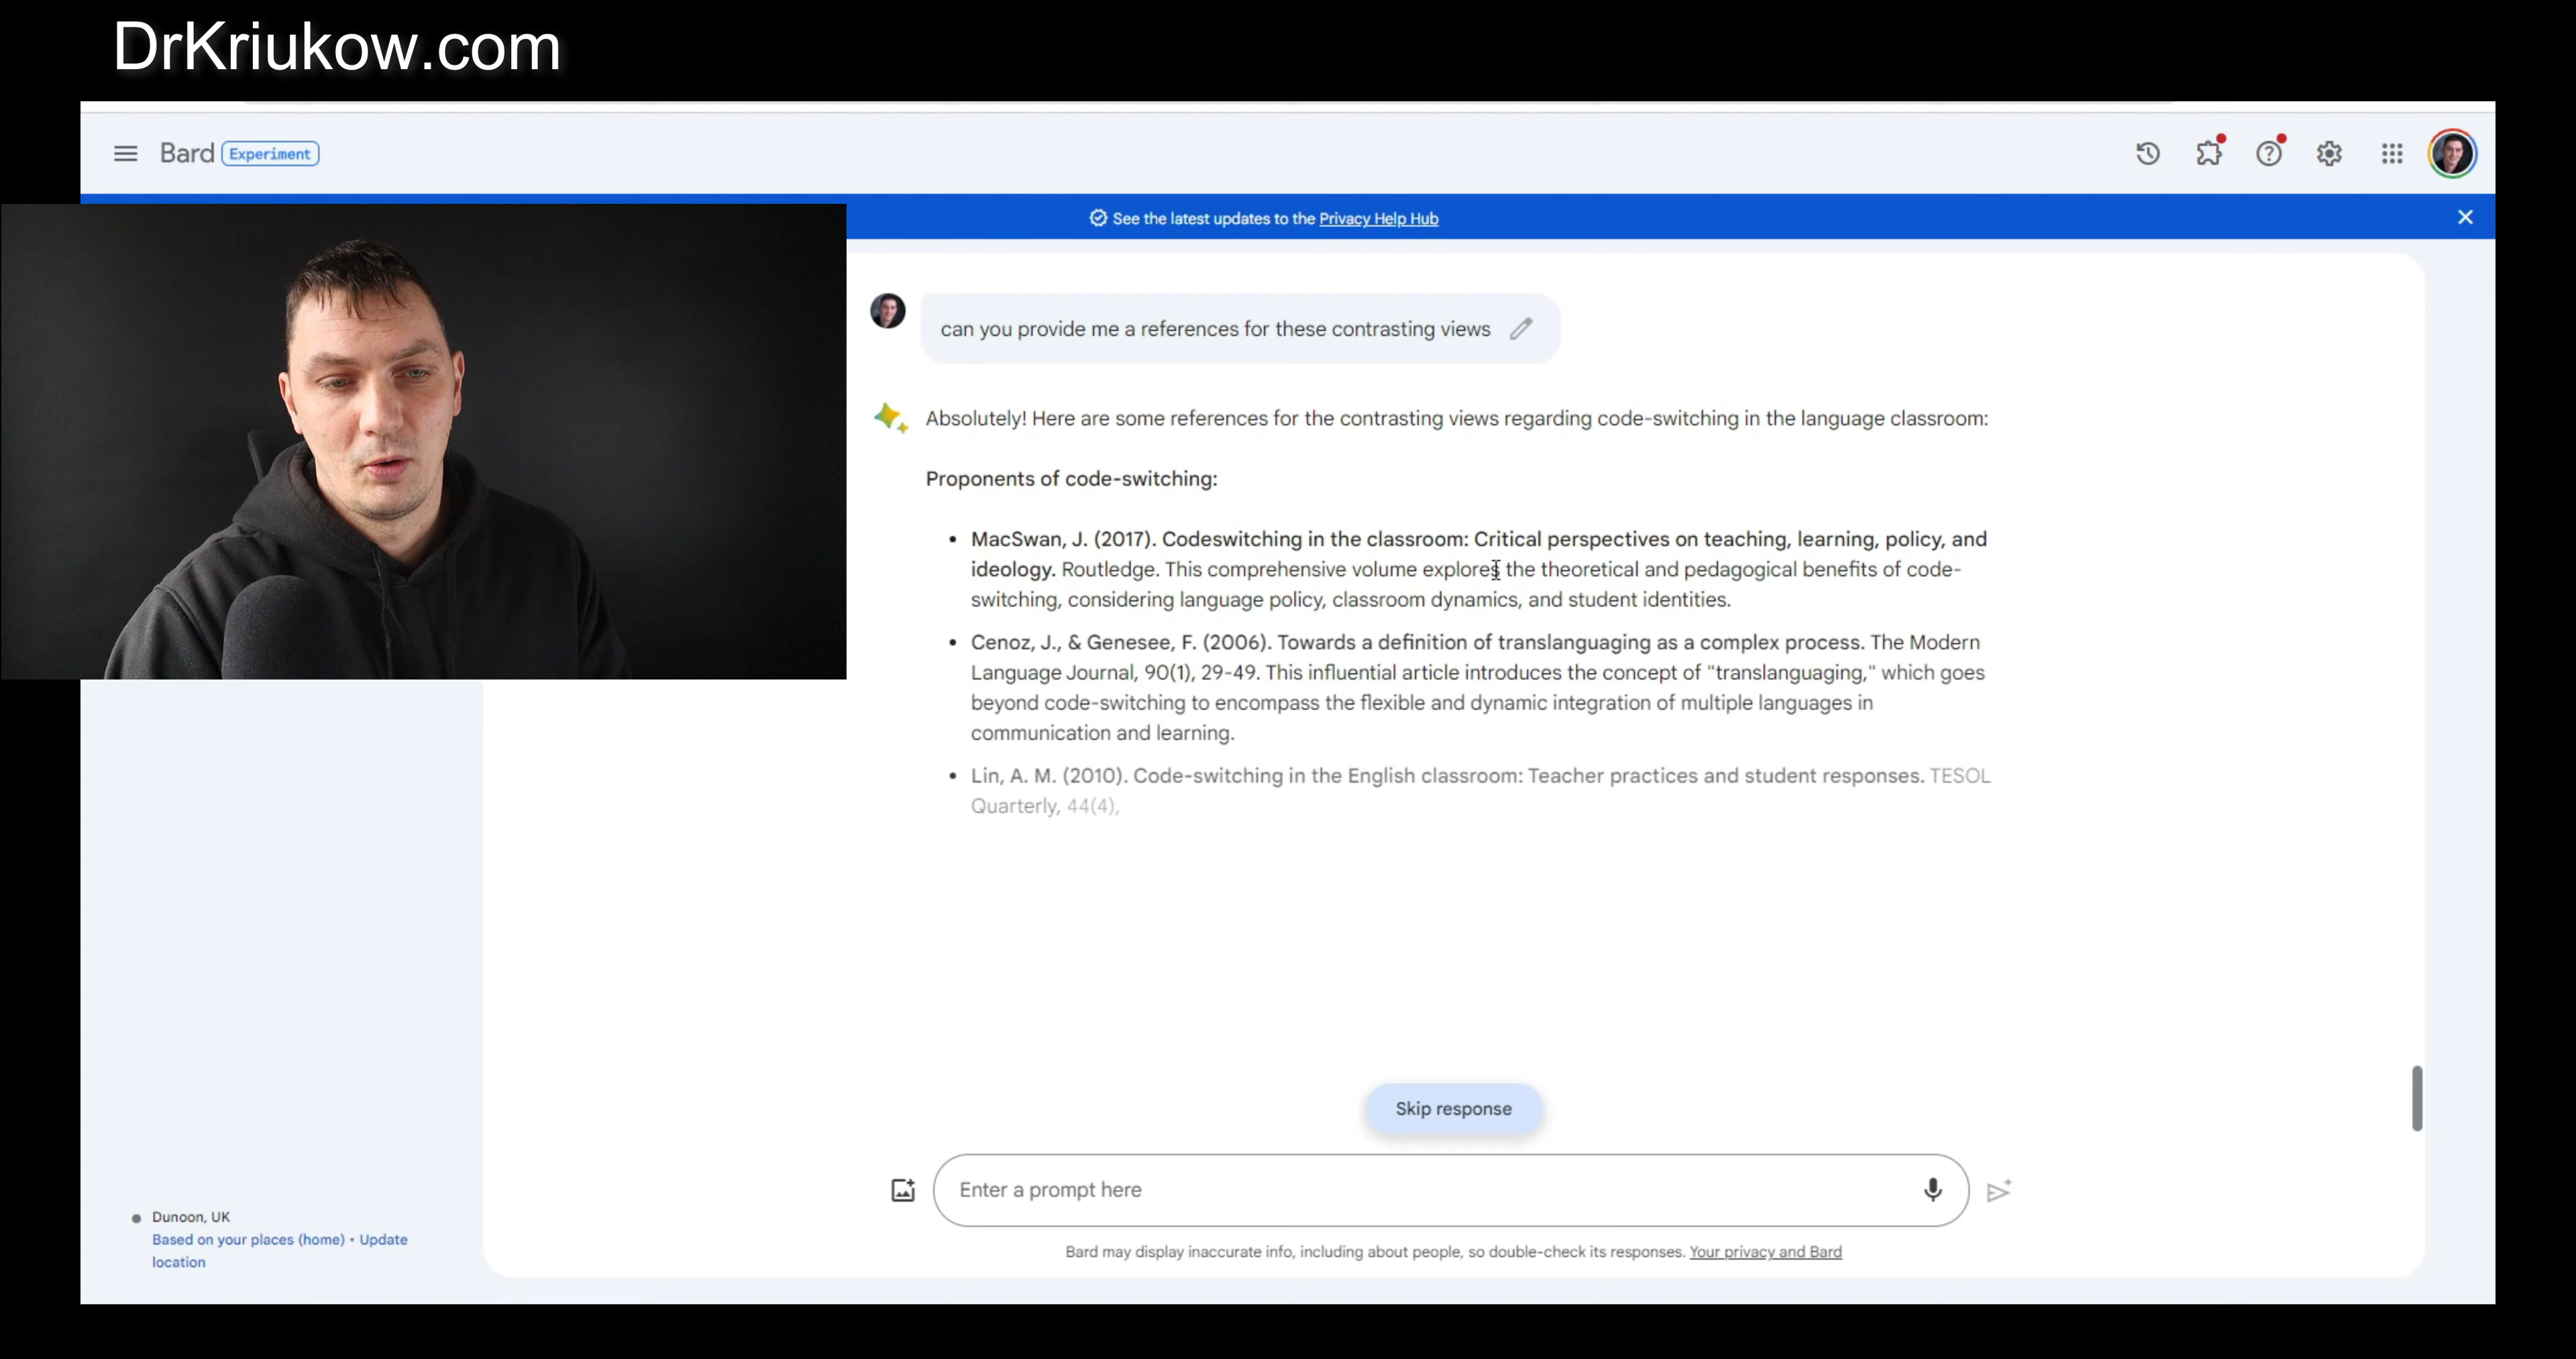 DrKriukow.com
Bard Experiment
See the latest updates to the Privacy Help Hub
can you provide me a references for these contrasting views
Absolutely! Here are some references for the contrasting views regarding code-switching in the language classroom:
Proponents of code-switching:
• MacSwan, J. (2017). Codeswitching in the classroom: Critical perspectives on teaching, learning, policy, and
ideology. Routledge. This comprehensive volume explores the theoretical and pedagogical benefits of code-
switching, considering language policy, classroom dynamics, and student identities.
• Cenoz, J., & Genesee, F. (2006). Towards a definition of translanguaging as a complex process. The Modern
Language Journal, 90(1), 29-49. This influential article introduces the concept of "translanguaging," which goes
beyond code-switching to encompass the flexible and dynamic integration of multiple languages in
communication and learning.
• Lin, A. M. (2010). Code-switching in the English classroom: Teacher practices and student responses. TESOL
Quarterly, 44(4),
Skip response
Enter a prompt here
Dunoon, UK
Based on your places (home) • Update
location
Bard may display inaccurate info, including about people, so double-check its responses. Your privacy and Bard